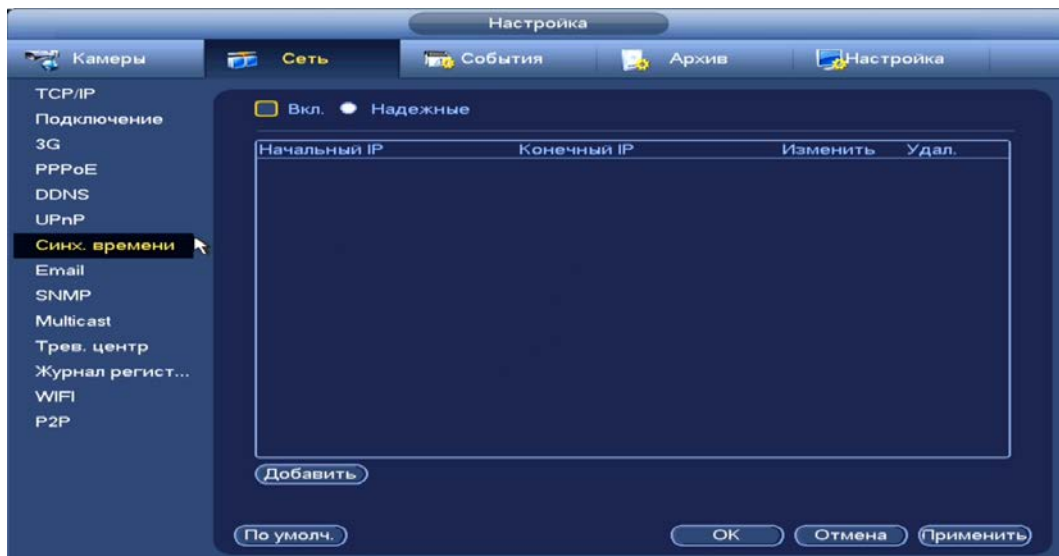 Настройка
Камеры Сеть События Архив Настройка
TCP/IP
Подключение
3G
PPPoE
DDNS
UPnP
Синх. времени
Email
SNMP
Multicast
Трев. центр
Журнал регист...
WIFI
P2P
Вкл. Надежные
Начальный IP Конечный IP Изменить Удал.
Добавить
По умолч. OK Отмена Применить